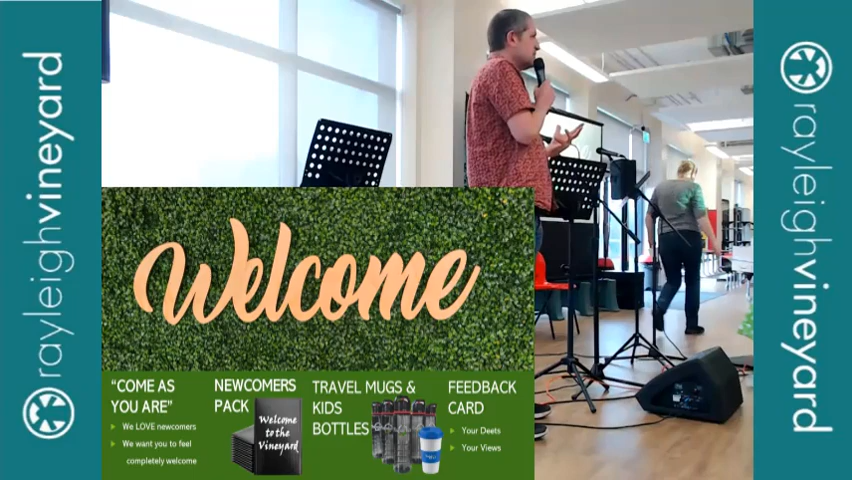 rayleighvineyard
Welcome
"COME AS
YOU ARE"
We LOVE newcomers
We want you to feel
completely welcome
NEWCOMERS
PACK
Welcome
to the
Vineyard
TRAVEL MUGS &
KIDS
BOTTLES
FEEDBACK
CARD
Your Deets
Your Views
rayleighvineyard